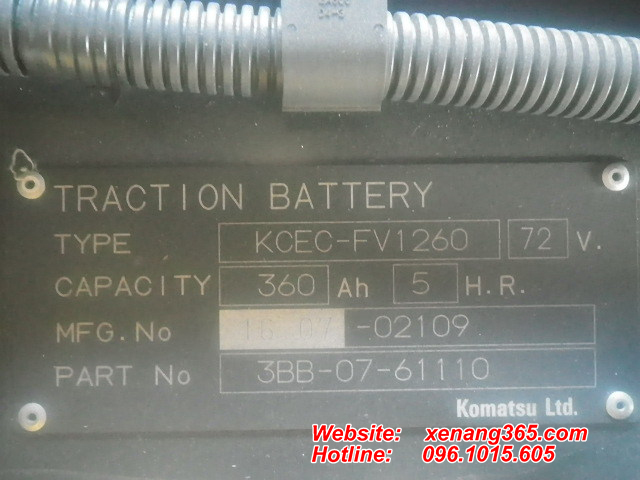 TRACTION BATTERY
TYPE KCEC-FV1260 72 V.
CAPACITY 360 Ah 5 H.R.
MFG.No -02109
PART No 3BB-07-61110
Komatsu Ltd.
Website: xenang365.com
Hotline: 096.1015.605